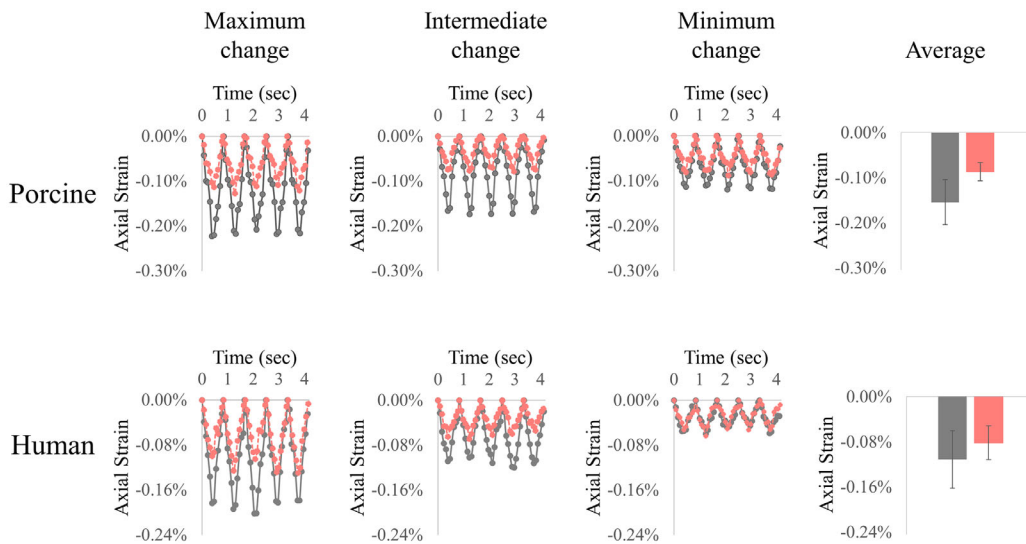 Maximum change
Intermediate change
Minimum change
Average
Porcine
Time (sec)
0 1 2 3 4
Axial Strain
0.00%
-0.10%
-0.20%
-0.30%
Time (sec)
0 1 2 3 4
Axial Strain
0.00%
-0.10%
-0.20%
-0.30%
Time (sec)
0 1 2 3 4
Axial Strain
0.00%
-0.10%
-0.20%
-0.30%
Axial Strain
0.00%
-0.10%
-0.20%
-0.30%
Human
Time (sec)
0 1 2 3 4
Axial Strain
0.00%
-0.08%
-0.16%
-0.24%
Time (sec)
0 1 2 3 4
Axial Strain
0.00%
-0.08%
-0.16%
-0.24%
Time (sec)
0 1 2 3 4
Axial Strain
0.00%
-0.08%
-0.16%
-0.24%
Axial Strain
0.00%
-0.08%
-0.16%
-0.24%